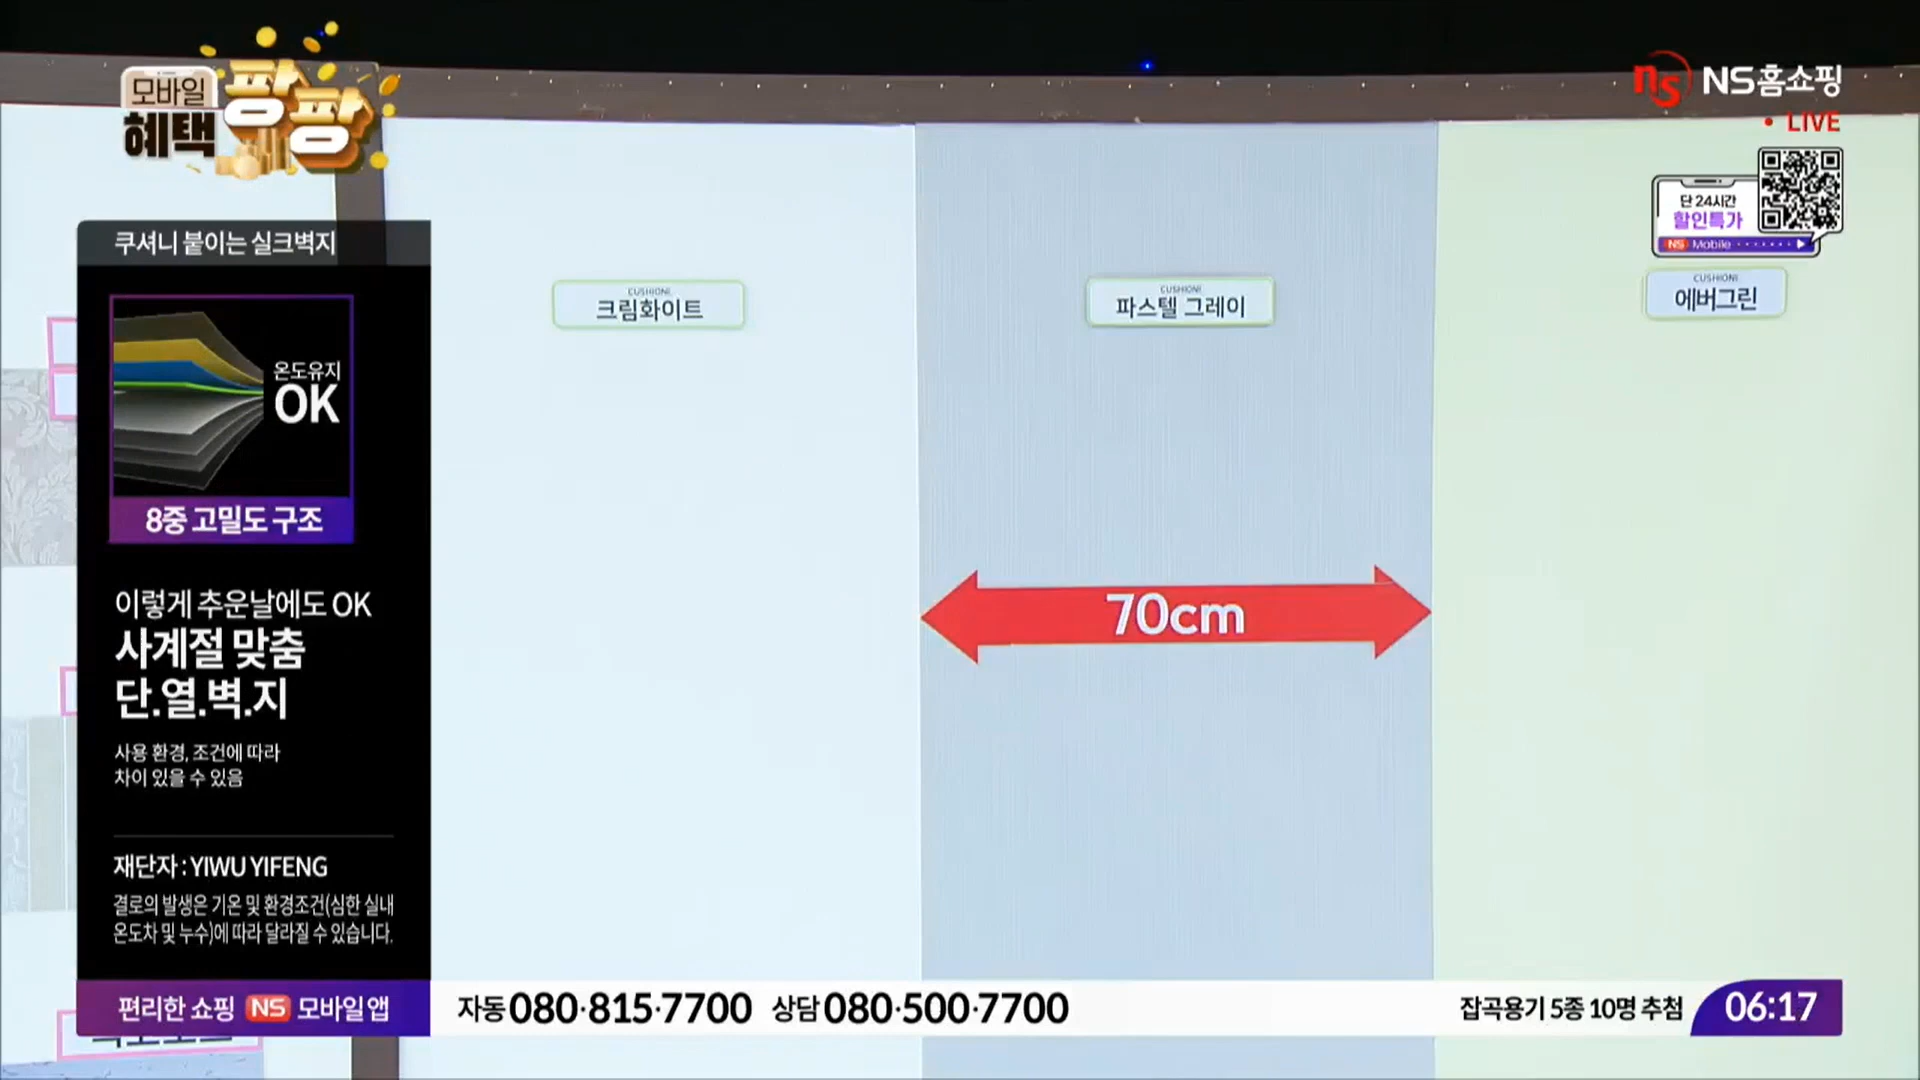 모바일
혜택
팡팡
NS홈쇼핑
• LIVE
단 24시간
할인특가
NS Mobile
쿠셔니 붙이는 실크벽지
온도유지
OK
8중 고밀도 구조
이렇게 추운날에도 OK
사계절 맞춤
단.열.벽.지
사용 환경, 조건에 따라
차이 있을 수 있음
재단자 : YIWU YIFENG
결로의 발생은 기온 및 환경조건(심한 실내
온도차 및 누수)에 따라 달라질 수 있습니다.
CUSHIONI
크림화이트
CUSHIONI
파스텔 그레이
CUSHIONI
에버그린
70cm
편리한 쇼핑 NS 모바일 앱
자동 080·815·7700 상담 080·500·7700
잡곡용기 5종 10명 추첨
06:17